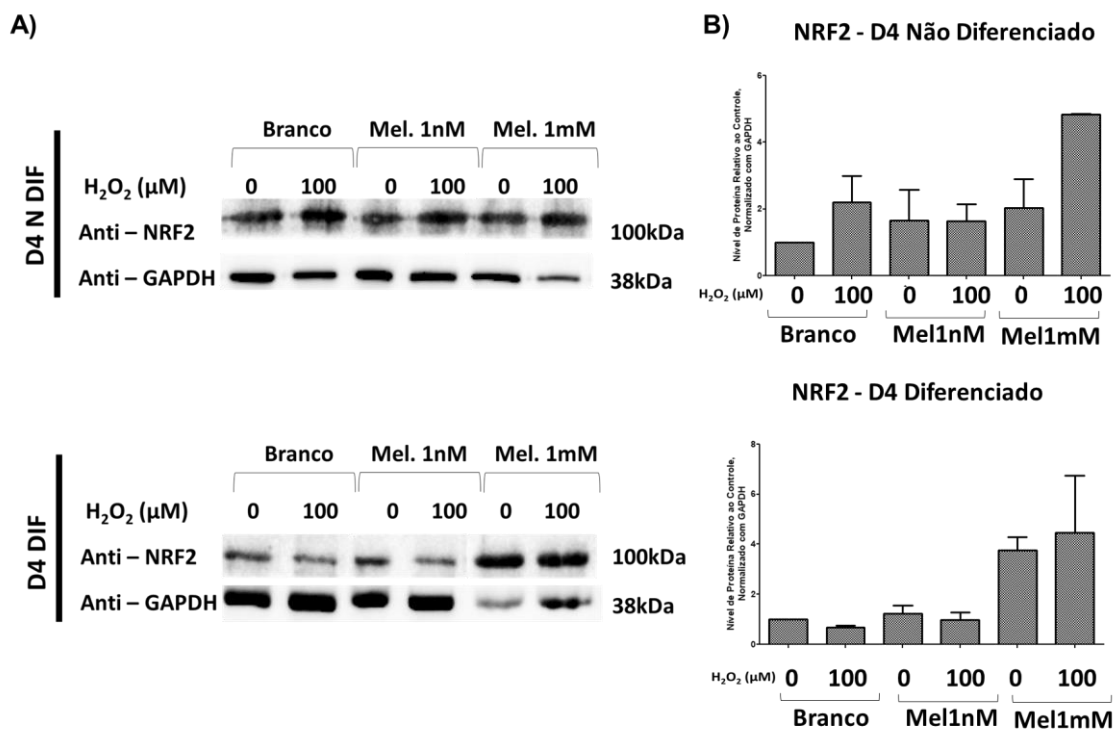 A)
D4 N DIF
Branco Mel. 1nM Mel. 1mM
H₂O₂ (µM) 0 100 0 100 0 100
Anti – NRF2 100kDa
Anti – GAPDH 38kDa
D4 DIF
Branco Mel. 1nM Mel. 1mM
H₂O₂ (µM) 0 100 0 100 0 100
Anti – NRF2 100kDa
Anti – GAPDH 38kDa
B)
NRF2 - D4 Não Diferenciado
Nível de Proteína Relativo ao Controle,
Normalizado com GAPDH
6
4
2
0
H₂O₂ (µM) 0 100 0 100 0 100
Branco Mel1nM Mel1mM
NRF2 - D4 Diferenciado
Nível de Proteína Relativo ao Controle,
Normalizado com GAPDH
8
6
4
2
0
H₂O₂ (µM) 0 100 0 100 0 100
Branco Mel1nM Mel1mM